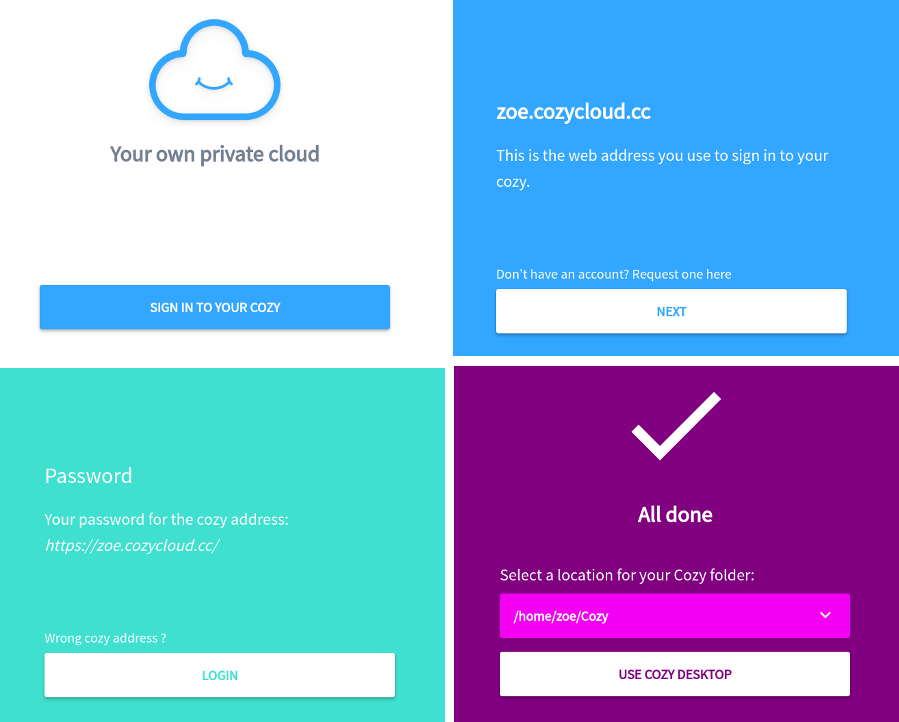 Your own private cloud
SIGN IN TO YOUR COZY
zoe.cozycloud.cc
This is the web address you use to sign in to your
cozy.
Don't have an account? Request one here
NEXT
Password
Your password for the cozy address:
https://zoe.cozycloud.cc/
Wrong cozy address ?
LOGIN
All done
Select a location for your Cozy folder:
/home/zoe/Cozy
USE COZY DESKTOP